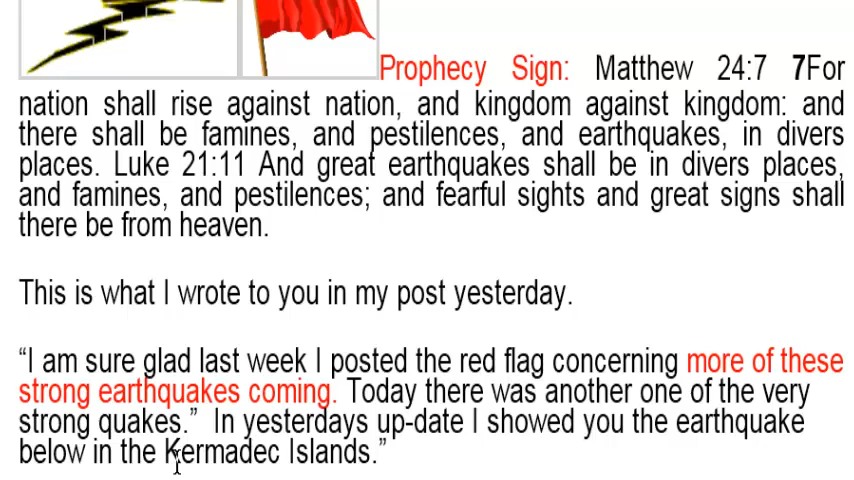 Prophecy Sign: Matthew 24:7 7For
nation shall rise against nation, and kingdom against kingdom: and
there shall be famines, and pestilences, and earthquakes, in divers
places. Luke 21:11 And great earthquakes shall be in divers places,
and famines, and pestilences; and fearful sights and great signs shall
there be from heaven.
This is what I wrote to you in my post yesterday.
“I am sure glad last week I posted the red flag concerning more of these
strong earthquakes coming. Today there was another one of the very
strong quakes.”  In yesterdays up-date I showed you the earthquake
below in the Kermadec Islands.”